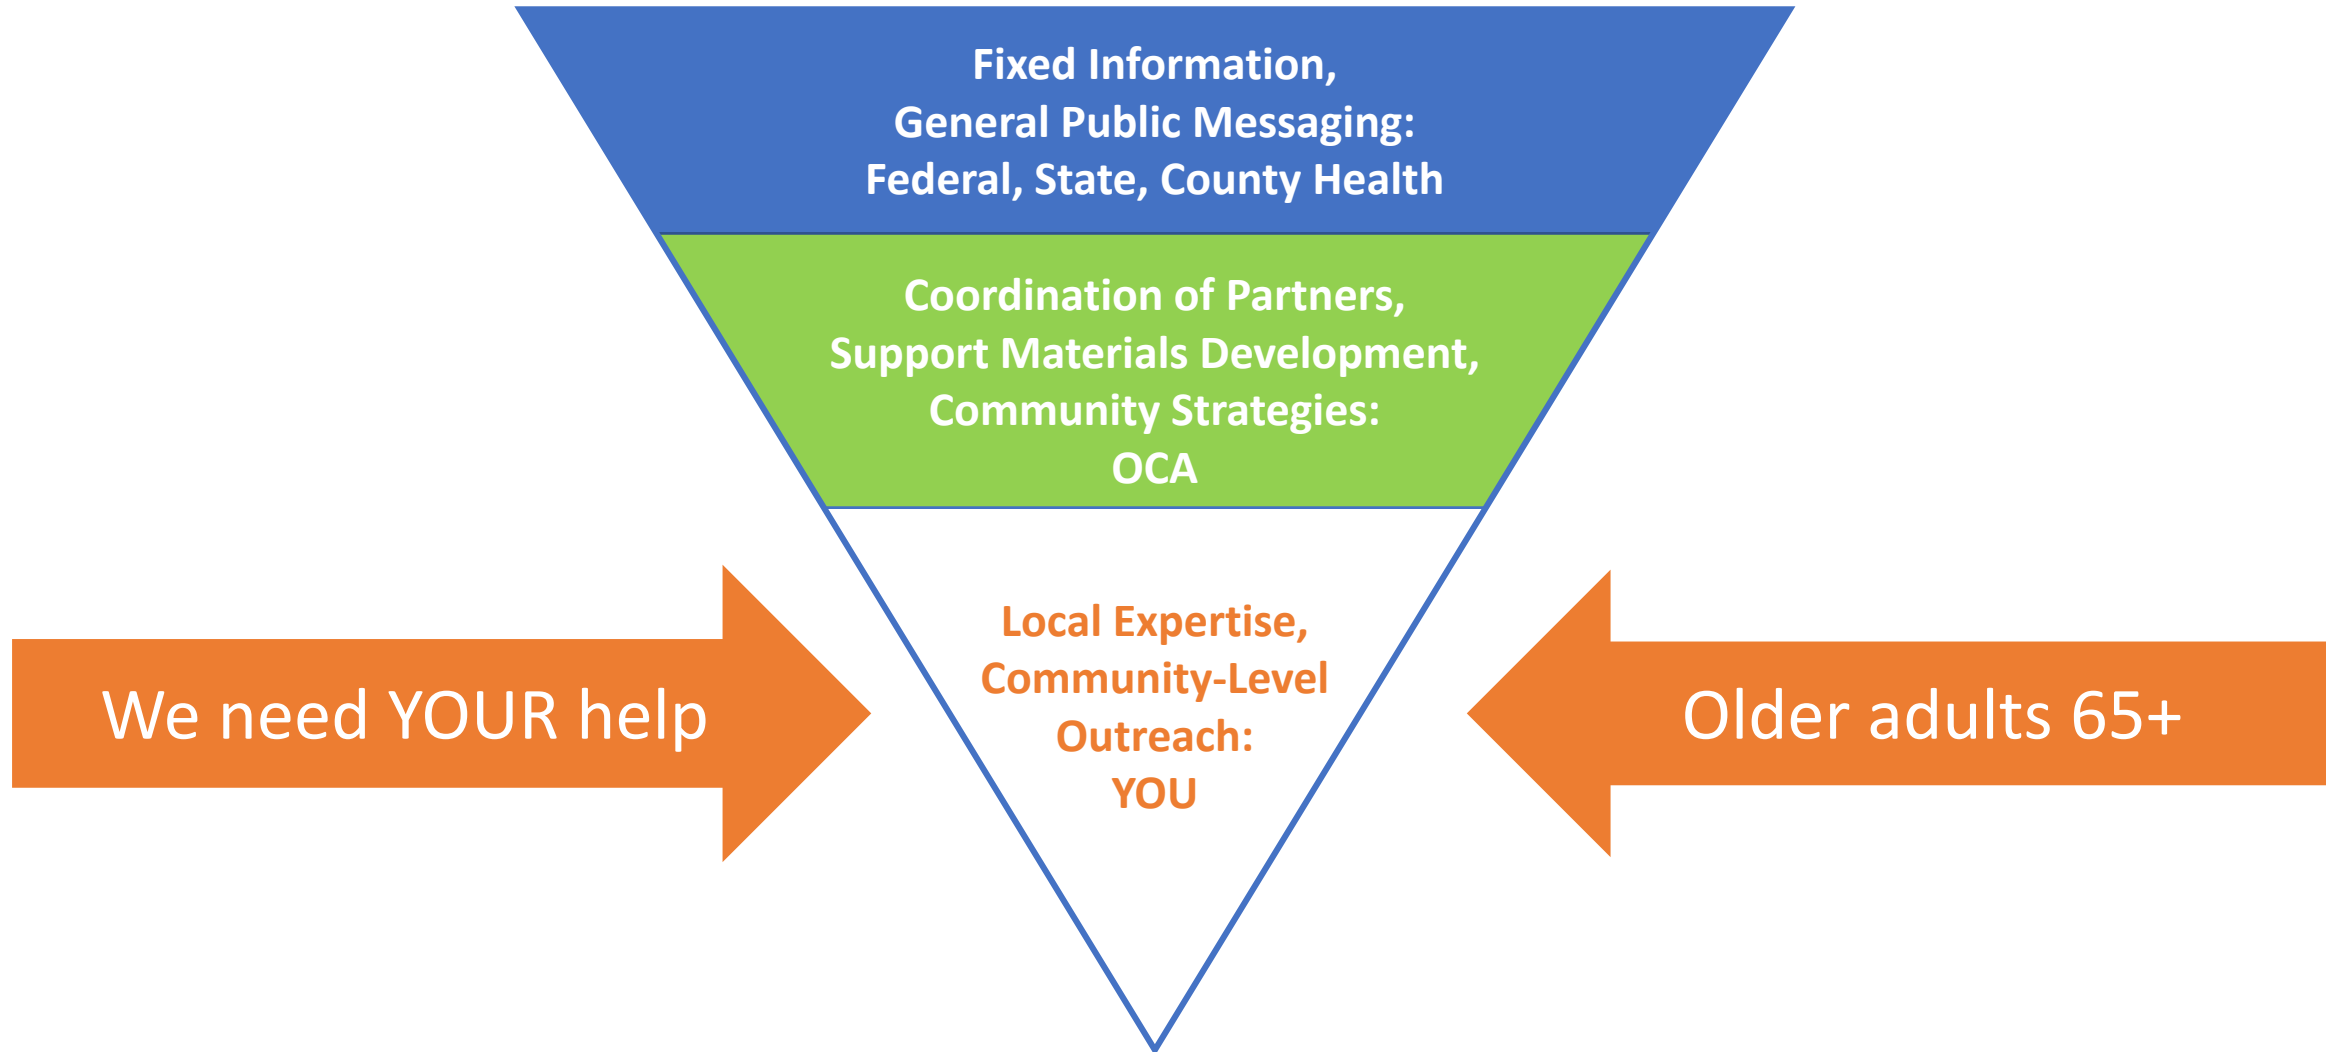 Fixed Information,
General Public Messaging:
Federal, State, County Health
Coordination of Partners,
Support Materials Development,
Community Strategies:
OCA
Local Expertise,
Community-Level
Outreach:
YOU
We need YOUR help
Older adults 65+